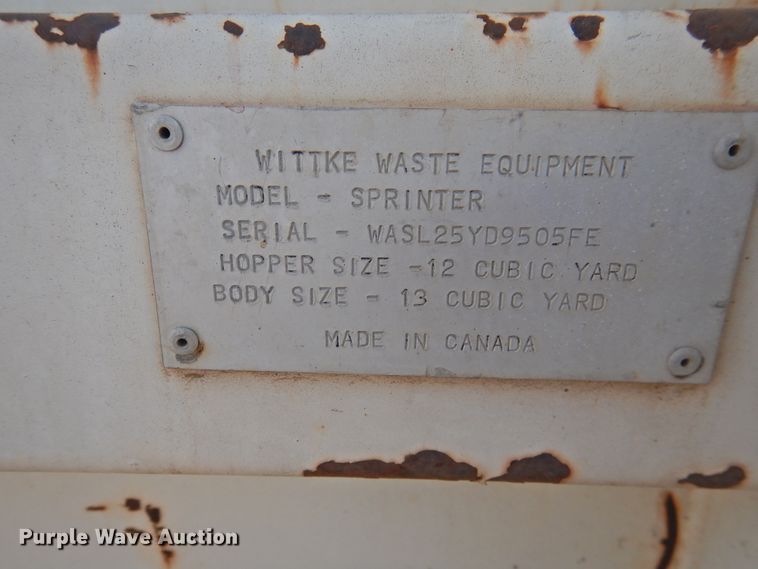 WITTKE WASTE EQUIPMENT
MODEL - SPRINTER
SERIAL - WASL25YD9505FE
HOPPER SIZE -12 CUBIC YARD
BODY SIZE - 13 CUBIC YARD
MADE IN CANADA
Purple Wave Auction